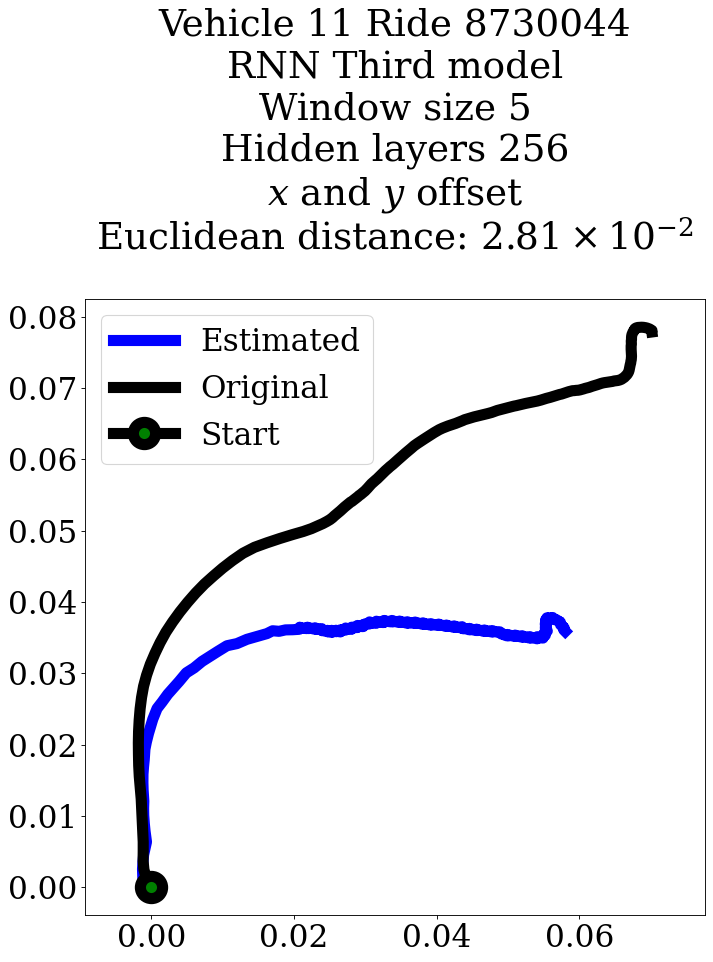 Vehicle 11 Ride 8730044
RNN Third model
Window size 5
Hidden layers 256
x and y offset
Euclidean distance: 2.81 × 10⁻²
Estimated
Original
Start
0.08
0.07
0.06
0.05
0.04
0.03
0.02
0.01
0.00
0.00 0.02 0.04 0.06